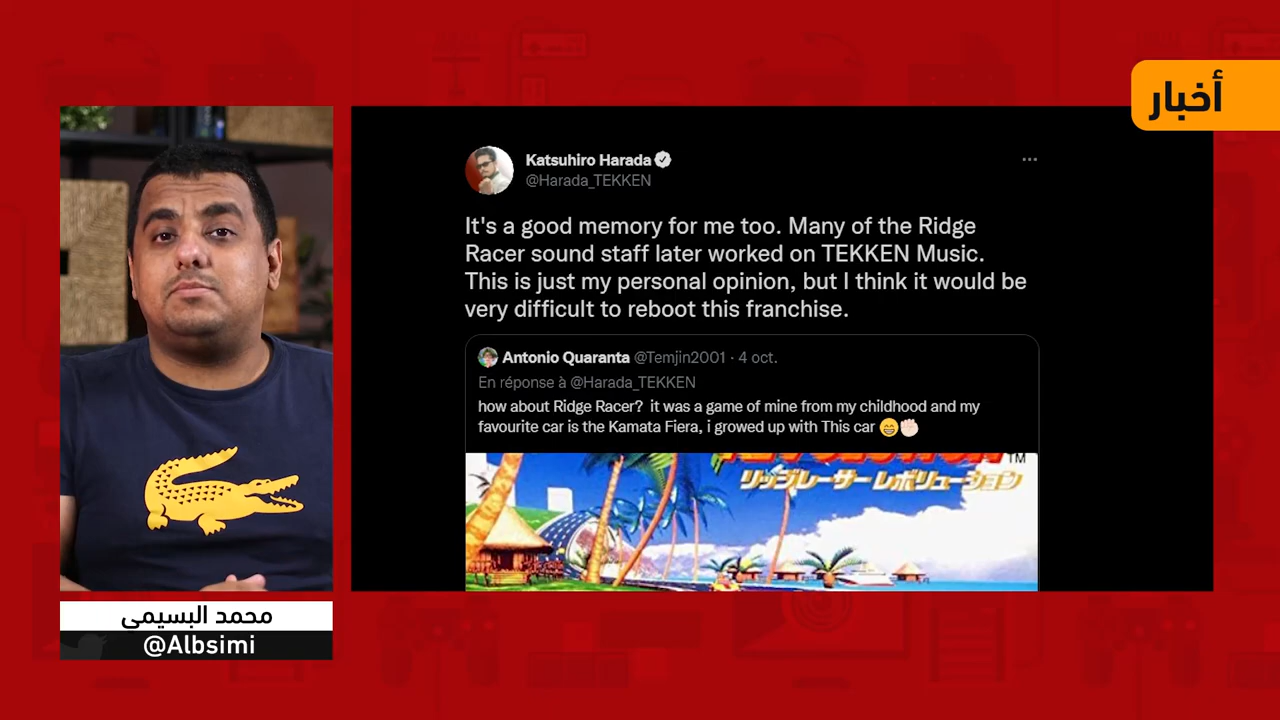 أخبار
Katsuhiro Harada
@Harada_TEKKEN
It's a good memory for me too. Many of the Ridge
Racer sound staff later worked on TEKKEN Music.
This is just my personal opinion, but I think it would be
very difficult to reboot this franchise.
Antonio Quaranta @Temjin2001 · 4 oct.
En réponse à @Harada_TEKKEN
how about Ridge Racer? it was a game of mine from my childhood and my
favourite car is the Kamata Fiera, i growed up with This car 😁✊🏻
TM
リッジレーサー レボリューション
محمد البسيمي
@Albsimi